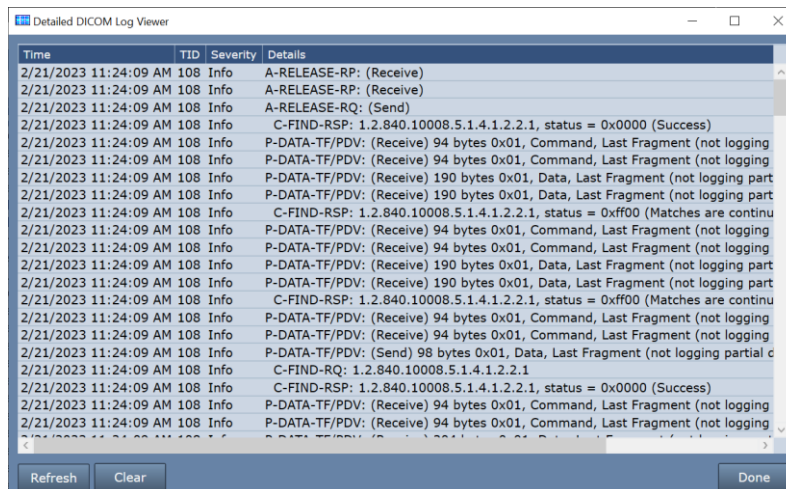 Detailed DICOM Log Viewer
Time TID Severity Details
2/21/2023 11:24:09 AM 108 Info A-RELEASE-RP: (Receive)
2/21/2023 11:24:09 AM 108 Info A-RELEASE-RP: (Receive)
2/21/2023 11:24:09 AM 108 Info A-RELEASE-RQ: (Send)
2/21/2023 11:24:09 AM 108 Info C-FIND-RSP: 1.2.840.10008.5.1.4.1.2.2.1, status = 0x0000 (Success)
2/21/2023 11:24:09 AM 108 Info P-DATA-TF/PDV: (Receive) 94 bytes 0x01, Command, Last Fragment (not logging
2/21/2023 11:24:09 AM 108 Info P-DATA-TF/PDV: (Receive) 94 bytes 0x01, Command, Last Fragment (not logging
2/21/2023 11:24:09 AM 108 Info P-DATA-TF/PDV: (Receive) 190 bytes 0x01, Data, Last Fragment (not logging part
2/21/2023 11:24:09 AM 108 Info P-DATA-TF/PDV: (Receive) 190 bytes 0x01, Data, Last Fragment (not logging part
2/21/2023 11:24:09 AM 108 Info C-FIND-RSP: 1.2.840.10008.5.1.4.1.2.2.1, status = 0xff00 (Matches are continu
2/21/2023 11:24:09 AM 108 Info P-DATA-TF/PDV: (Receive) 94 bytes 0x01, Command, Last Fragment (not logging
2/21/2023 11:24:09 AM 108 Info P-DATA-TF/PDV: (Receive) 94 bytes 0x01, Command, Last Fragment (not logging
2/21/2023 11:24:09 AM 108 Info P-DATA-TF/PDV: (Receive) 190 bytes 0x01, Data, Last Fragment (not logging part
2/21/2023 11:24:09 AM 108 Info P-DATA-TF/PDV: (Receive) 190 bytes 0x01, Data, Last Fragment (not logging part
2/21/2023 11:24:09 AM 108 Info C-FIND-RSP: 1.2.840.10008.5.1.4.1.2.2.1, status = 0xff00 (Matches are continu
2/21/2023 11:24:09 AM 108 Info P-DATA-TF/PDV: (Receive) 94 bytes 0x01, Command, Last Fragment (not logging
2/21/2023 11:24:09 AM 108 Info P-DATA-TF/PDV: (Receive) 94 bytes 0x01, Command, Last Fragment (not logging
2/21/2023 11:24:09 AM 108 Info P-DATA-TF/PDV: (Send) 98 bytes 0x01, Data, Last Fragment (not logging partial d
2/21/2023 11:24:09 AM 108 Info C-FIND-RQ: 1.2.840.10008.5.1.4.1.2.2.1
2/21/2023 11:24:09 AM 108 Info C-FIND-RSP: 1.2.840.10008.5.1.4.1.2.2.1, status = 0x0000 (Success)
2/21/2023 11:24:09 AM 108 Info P-DATA-TF/PDV: (Receive) 94 bytes 0x01, Command, Last Fragment (not logging
2/21/2023 11:24:09 AM 108 Info P-DATA-TF/PDV: (Receive) 94 bytes 0x01, Command, Last Fragment (not logging
Refresh Clear Done